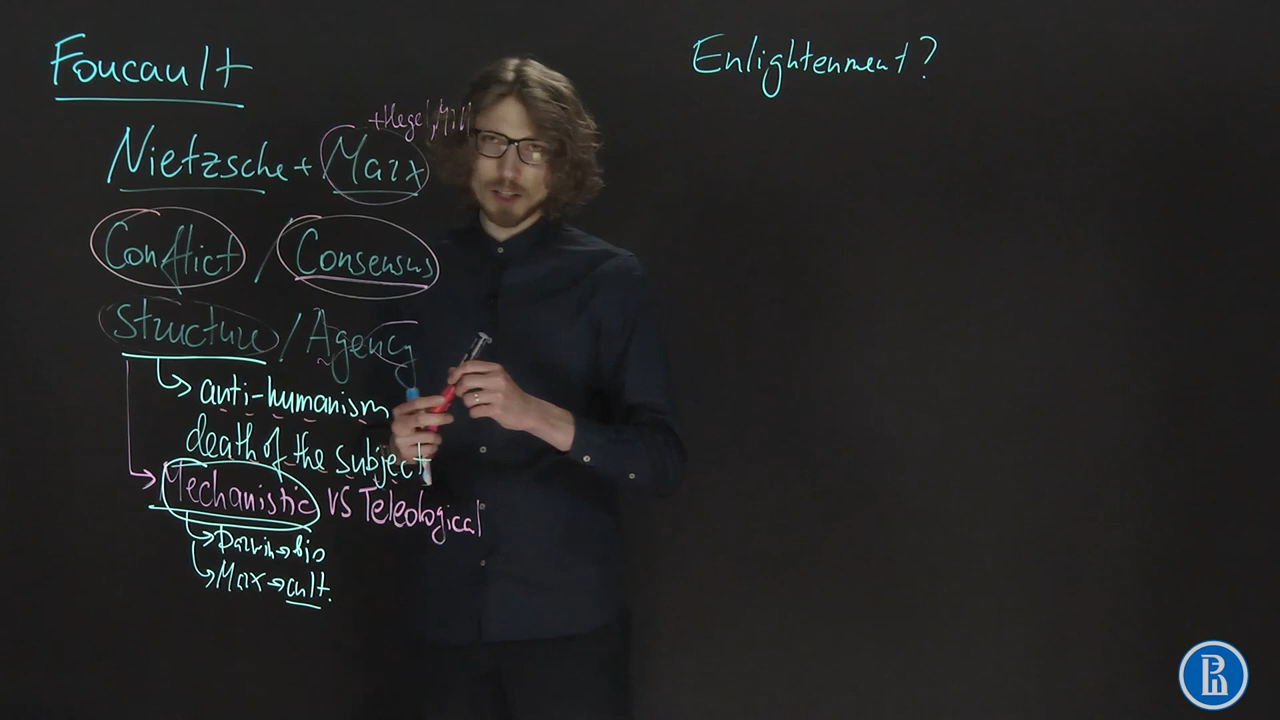 Foucault
+Hegel, Mill
Nietzsche + Marx
Conflict / Consensus
Structure / Agency
anti-humanism
death of the subject
Mechanistic VS Teleological
Darwin → bio
Marx → cult.
Enlightenment?